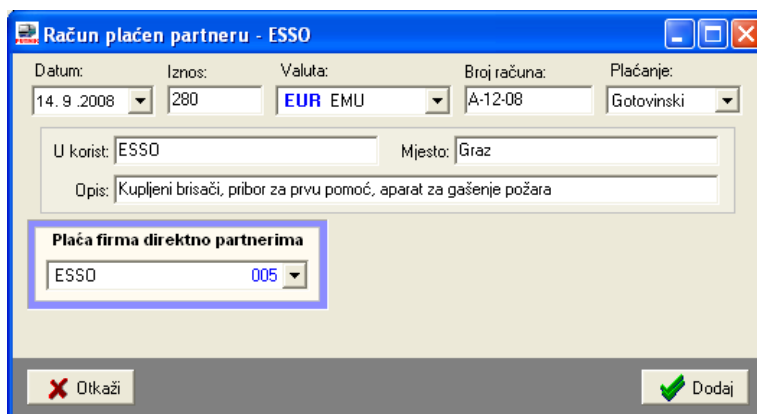 Račun plaćen partneru - ESSO
Datum: Iznos: Valuta: Broj računa: Plaćanje:
14. 9 .2008 280 EUR EMU A-12-08 Gotovinski
U korist: ESSO Mjesto: Graz
Opis: Kupljeni brisači, pribor za prvu pomoć, aparat za gašenje požara
Plaća firma direktno partnerima
ESSO 005
Otkaži Dodaj